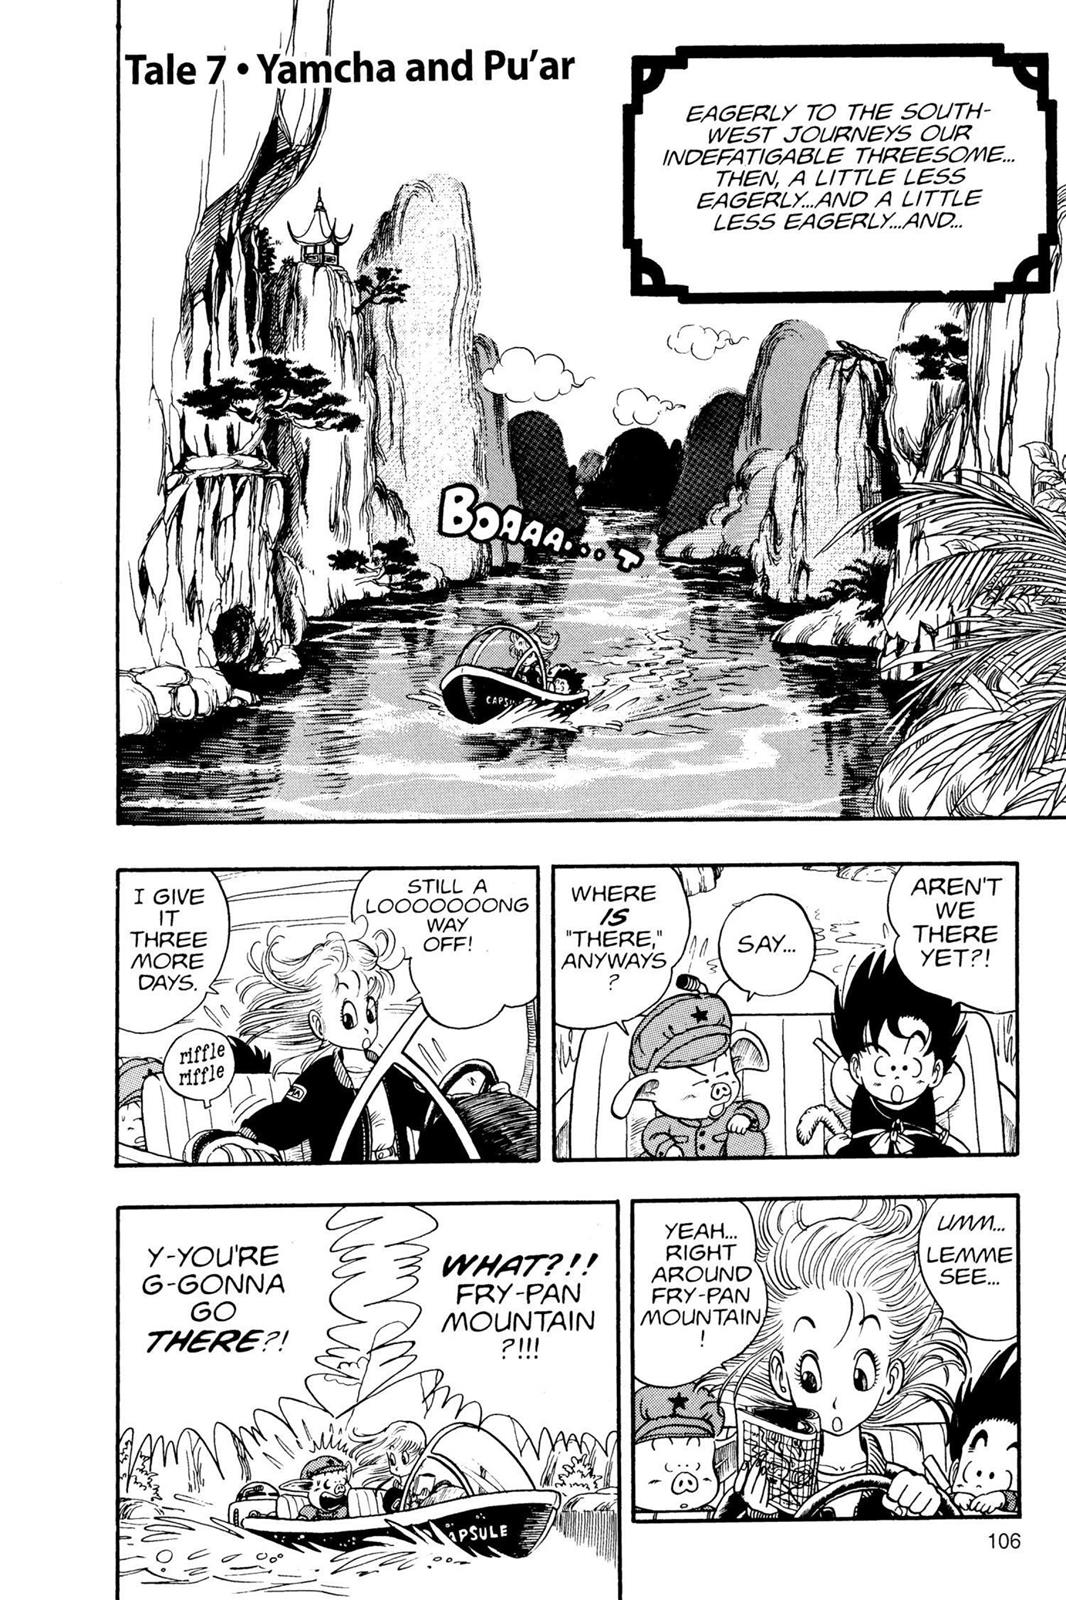 Tale 7 • Yamcha and Pu'ar
EAGERLY TO THE SOUTH-
WEST JOURNEYS OUR
INDEFATIGABLE THREESOME...
THEN, A LITTLE LESS
EAGERLY...AND A LITTLE
LESS EAGERLY...AND...
BOAAA...T
CAPSULE
AREN'T
WE
THERE
YET?!
SAY...
WHERE
IS
"THERE,"
ANYWAYS
?
STILL A
LOOOOOOONG
WAY
OFF!
I GIVE
IT
THREE
MORE
DAYS.
riffle
riffle
UMM...
LEMME
SEE...
YEAH...
RIGHT
AROUND
FRY-PAN
MOUNTAIN
!
WHAT?!!
FRY-PAN
MOUNTAIN
?!!!
Y-YOU'RE
G-GONNA
GO
THERE?!
CAPSULE
106